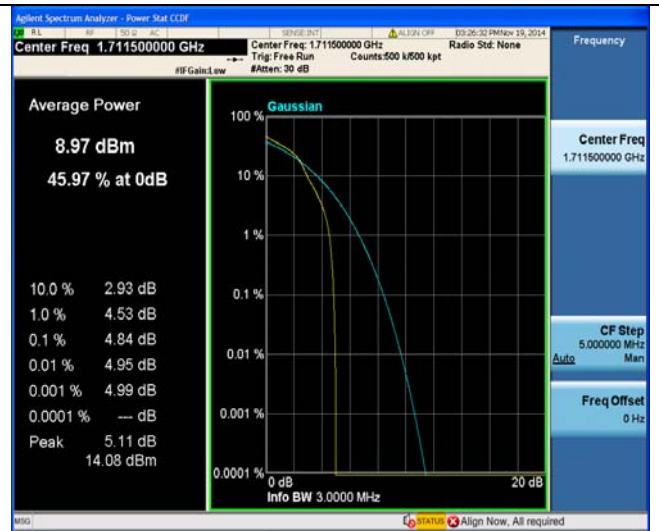 Agilent Spectrum Analyzer - Power Stat CCDF
RL RF 50 Ω AC SENSE:INT ALIGN OFF 03:26:32 PM Nov 19, 2014
Center Freq 1.711500000 GHz
Center Freq: 1.711500000 GHz Radio Std: None
Trig: Free Run Counts:500 k/500 kpt
#IFGain:Low #Atten: 30 dB
Frequency
Average Power
8.97 dBm
45.97 % at 0dB
10.0 % 2.93 dB
1.0 % 4.53 dB
0.1 % 4.84 dB
0.01 % 4.95 dB
0.001 % 4.99 dB
0.0001 % --- dB
Peak 5.11 dB
14.08 dBm
Gaussian
100 %
10 %
1 %
0.1 %
0.01 %
0.001 %
0.0001 %
0 dB 20 dB
Info BW 3.0000 MHz
Center Freq
1.711500000 GHz
CF Step
5.000000 MHz
Auto Man
Freq Offset
0 Hz
MSG STATUS Align Now, All required